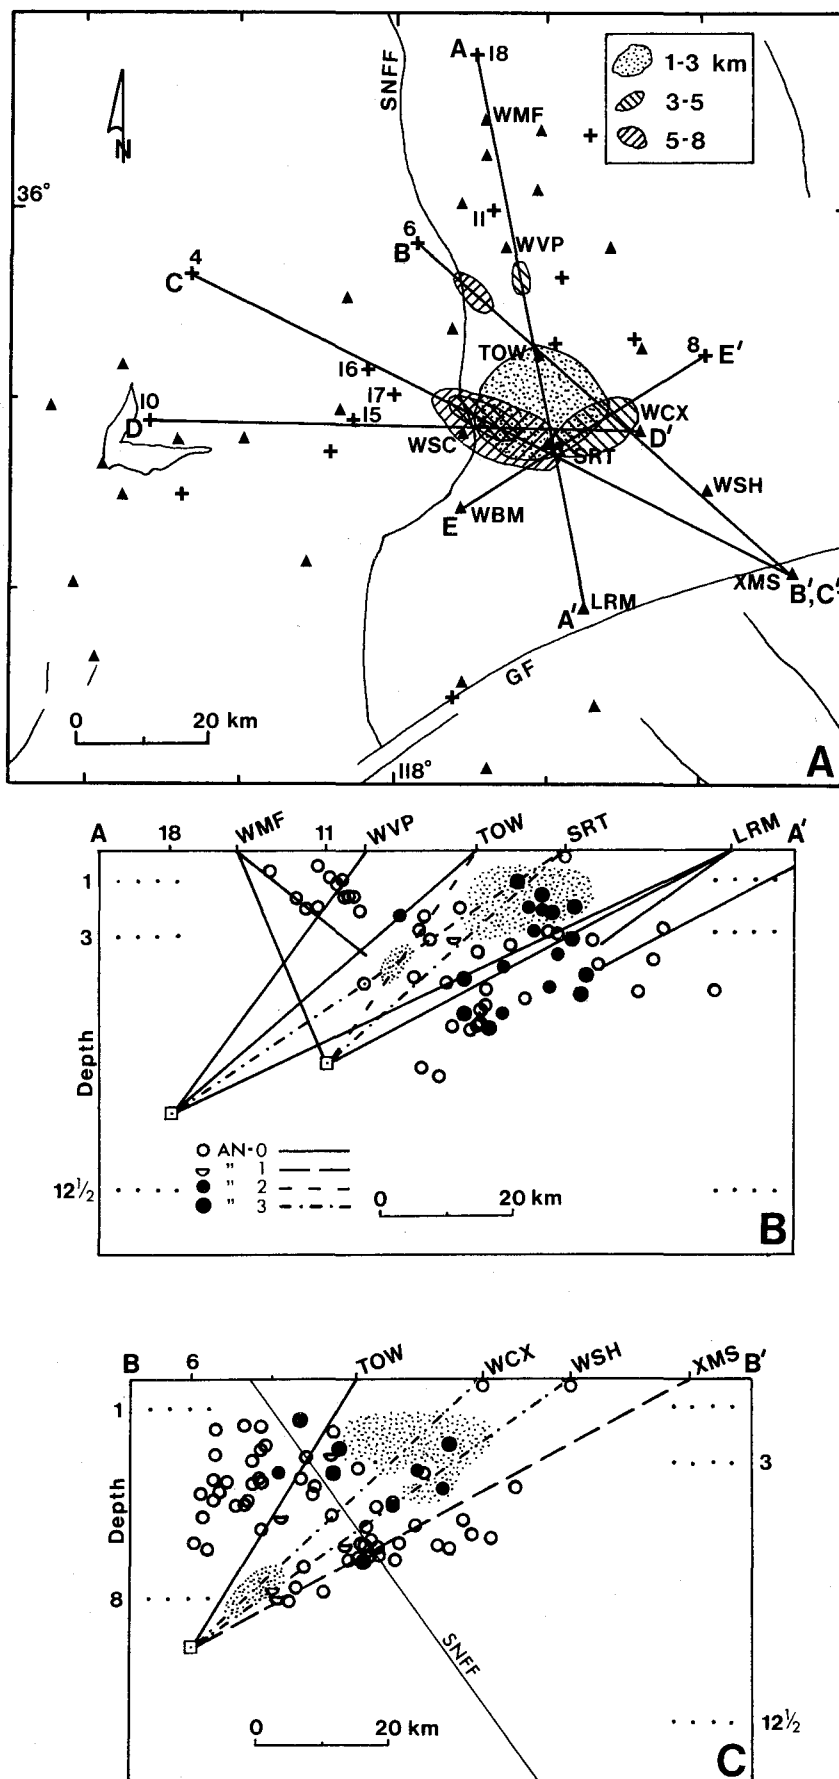 A 18
SNFF
1-3 km
3-5
5-8
WMF
N
36°
11
6
B
WVP
4
C
TOW
8 E'
16
17
10
D
15
WCX
D'
WSC
SRT
WSH
E WBM
XMS
B', C'
A' LRM
GF
0 20 km
118°
A
A 18 WMF 11 WVP TOW SRT LRM A'
1
3
Depth
AN-0
" 1
12½ " 2
" 3
0 20 km
B
B 6 TOW WCX WSH XMS B'
1
3
Depth
8
SNFF
0 20 km
12½
C